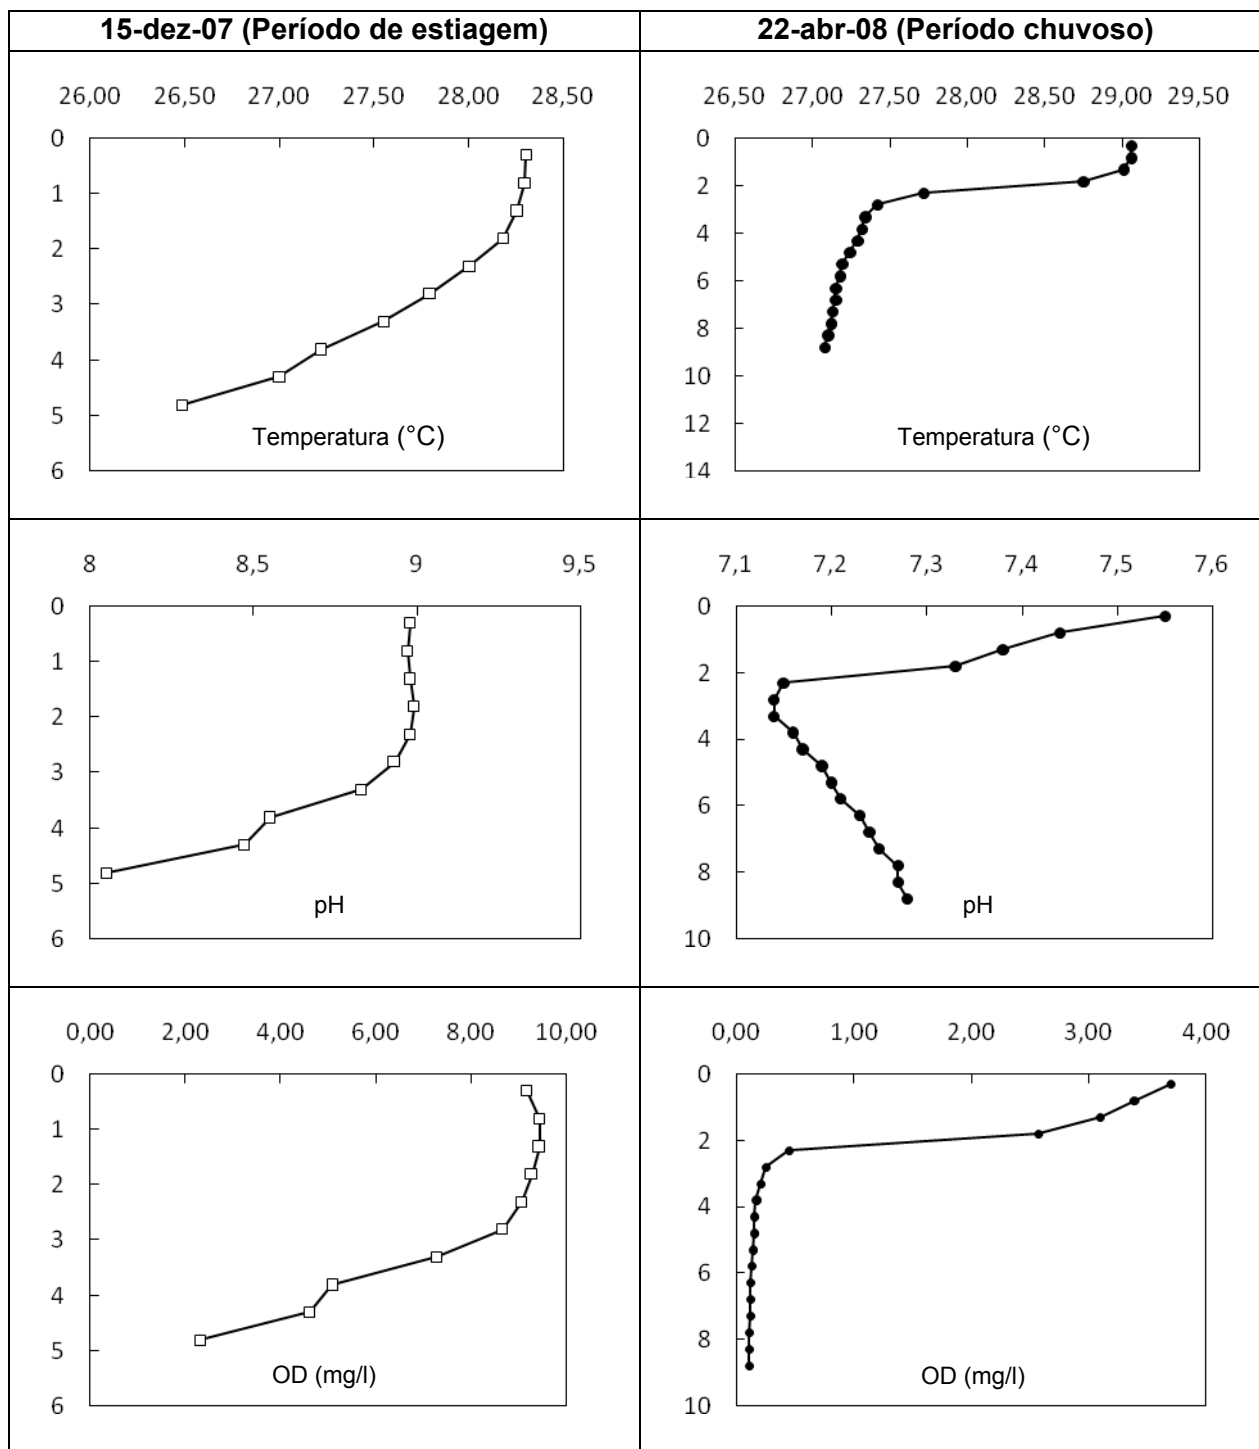 15-dez-07 (Período de estiagem)
22-abr-08 (Período chuvoso)
26,00 26,50 27,00 27,50 28,00 28,50
0
1
2
3
4
5
6
Temperatura (°C)
26,50 27,00 27,50 28,00 28,50 29,00 29,50
0
2
4
6
8
10
12
14
Temperatura (°C)
8 8,5 9 9,5
0
1
2
3
4
5
6
pH
7,1 7,2 7,3 7,4 7,5 7,6
0
2
4
6
8
10
pH
0,00 2,00 4,00 6,00 8,00 10,00
0
1
2
3
4
5
6
OD (mg/l)
0,00 1,00 2,00 3,00 4,00
0
2
4
6
8
10
OD (mg/l)